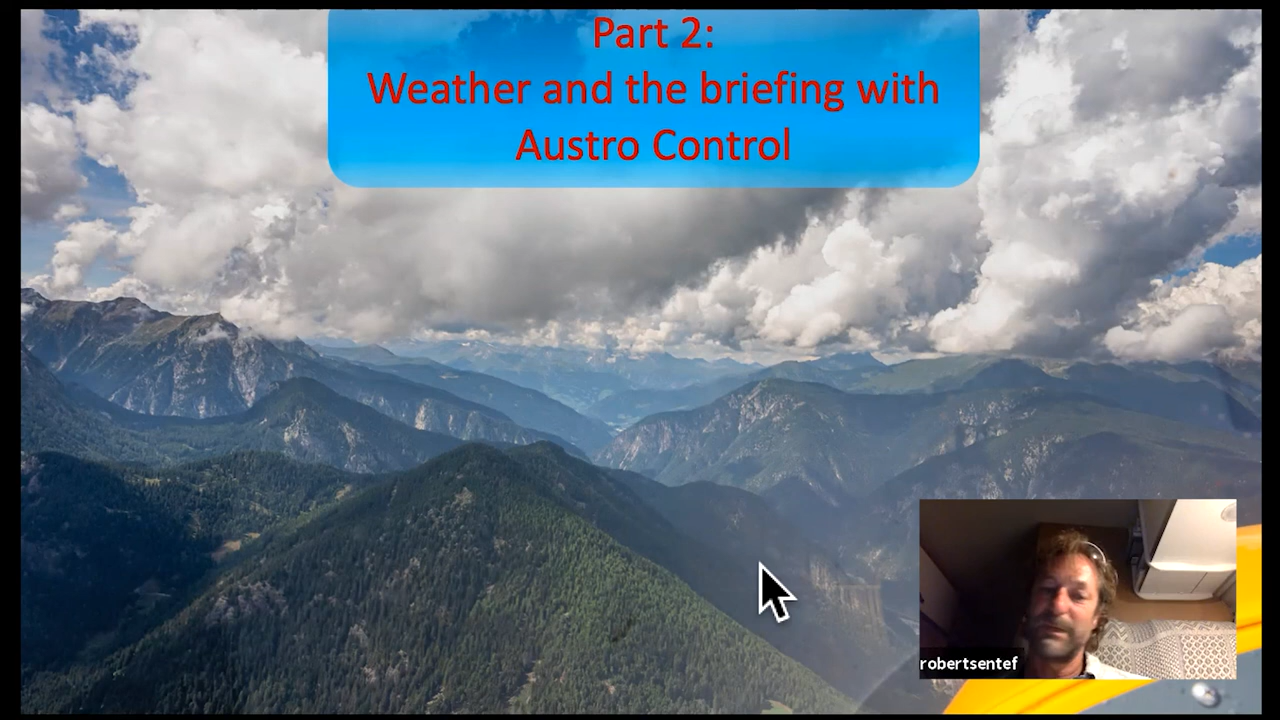 Part 2:
Weather and the briefing with
Austro Control
robertsentef